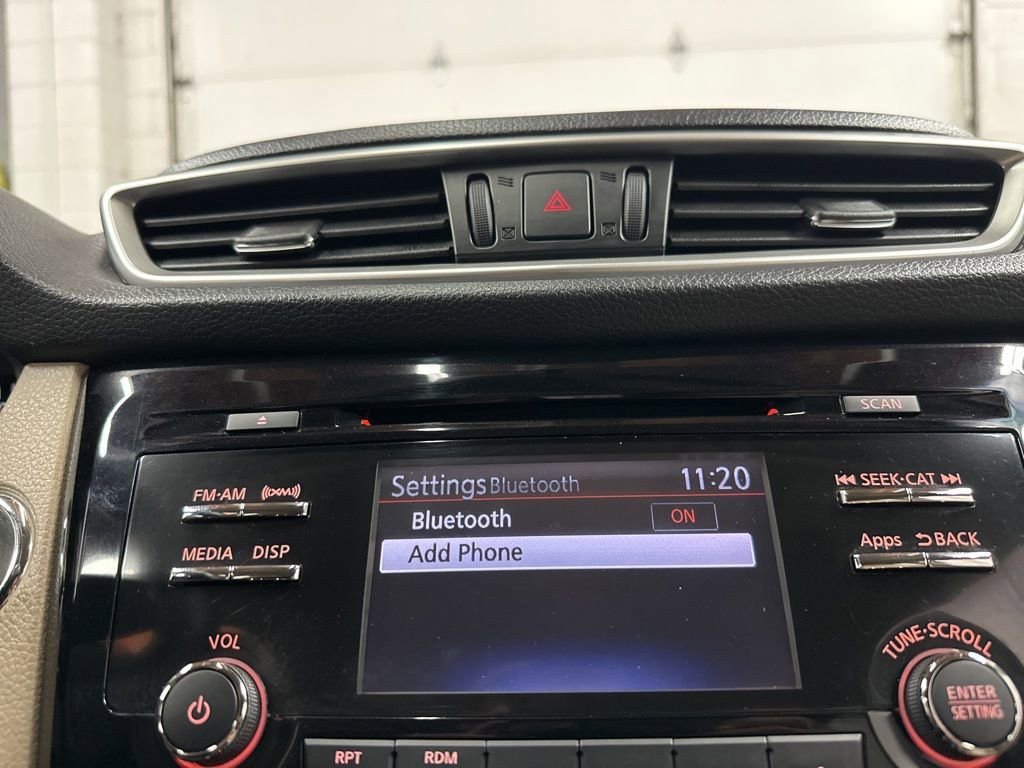 SCAN
Settings Bluetooth 11:20
FM·AM ((XM))
SEEK·CAT
Bluetooth ON
MEDIA DISP
Add Phone
Apps BACK
VOL
TUNE·SCROLL
ENTER
SETTING
RPT RDM